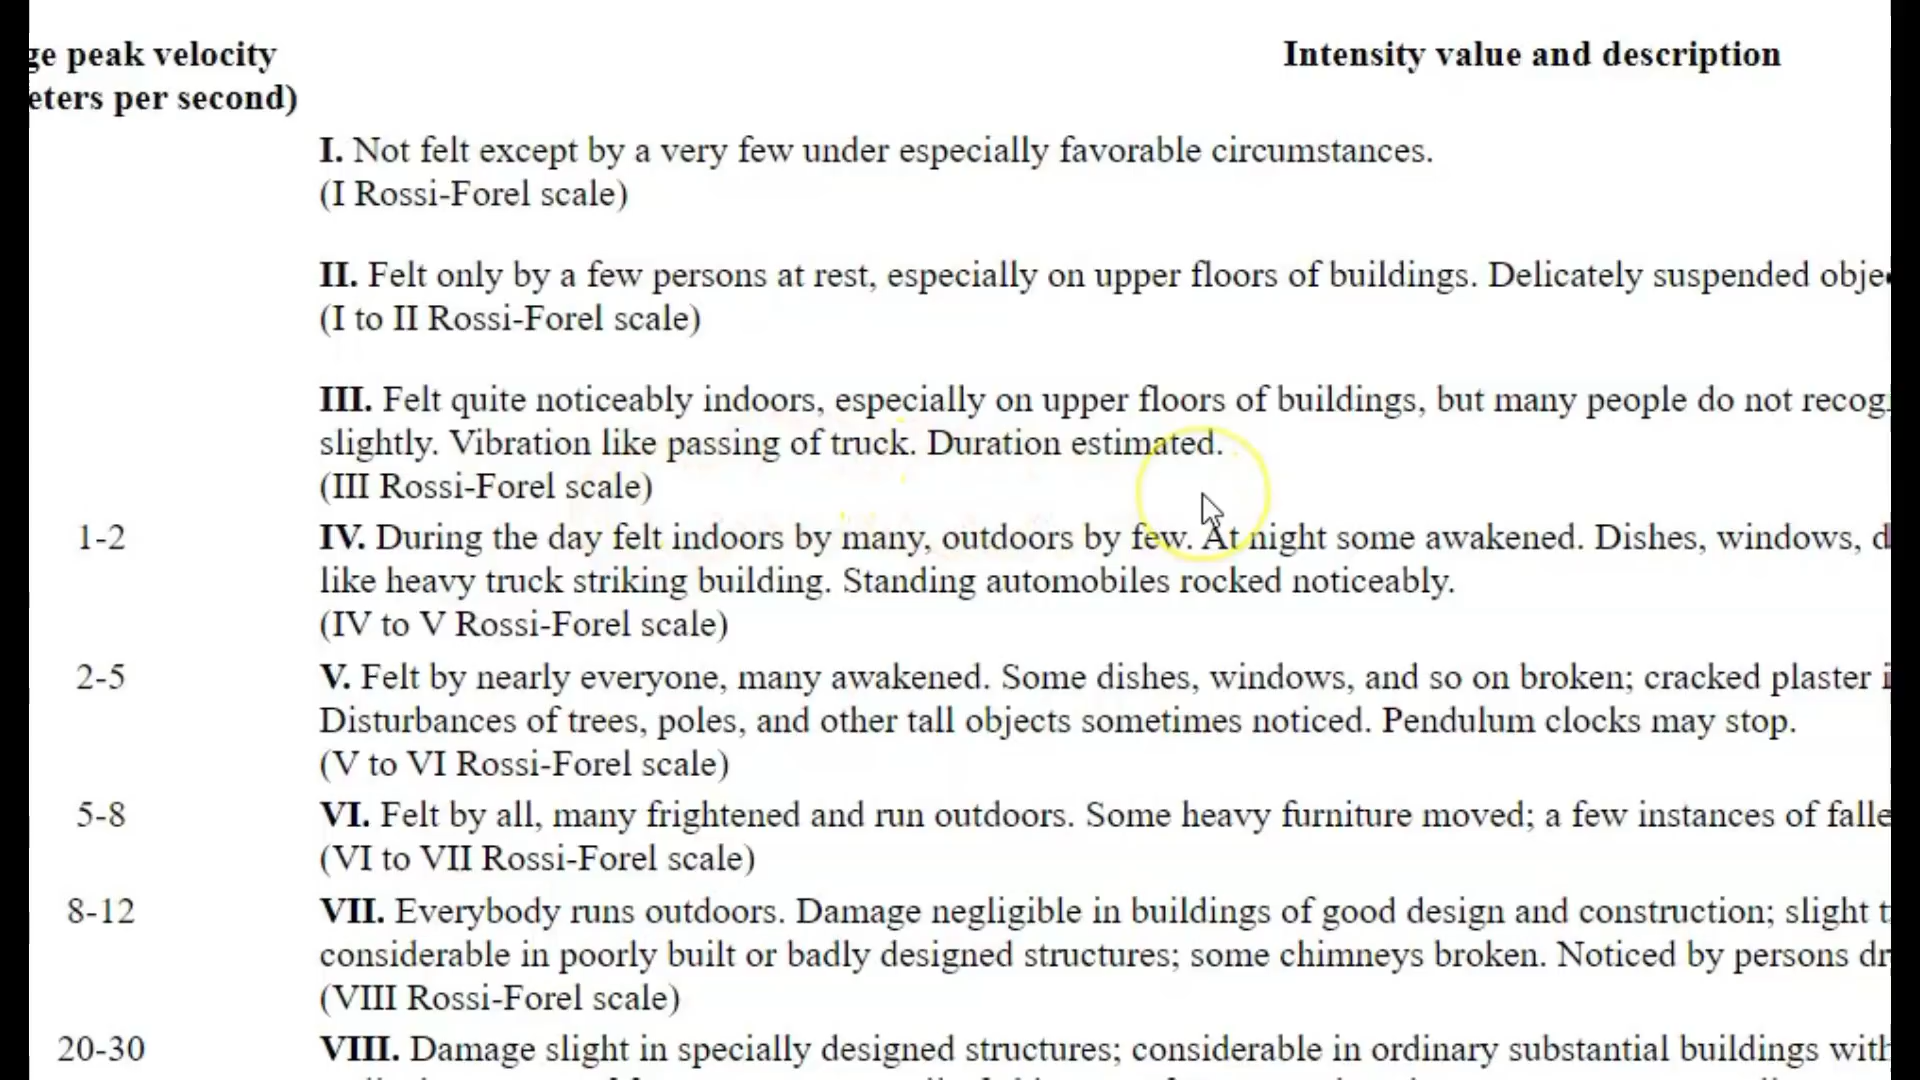 ge peak velocity
eters per second)
Intensity value and description
I. Not felt except by a very few under especially favorable circumstances.
(I Rossi-Forel scale)
II. Felt only by a few persons at rest, especially on upper floors of buildings. Delicately suspended obje
(I to II Rossi-Forel scale)
III. Felt quite noticeably indoors, especially on upper floors of buildings, but many people do not recog
slightly. Vibration like passing of truck. Duration estimated.
(III Rossi-Forel scale)
1-2 IV. During the day felt indoors by many, outdoors by few. At night some awakened. Dishes, windows, d
like heavy truck striking building. Standing automobiles rocked noticeably.
(IV to V Rossi-Forel scale)
2-5 V. Felt by nearly everyone, many awakened. Some dishes, windows, and so on broken; cracked plaster i
Disturbances of trees, poles, and other tall objects sometimes noticed. Pendulum clocks may stop.
(V to VI Rossi-Forel scale)
5-8 VI. Felt by all, many frightened and run outdoors. Some heavy furniture moved; a few instances of falle
(VI to VII Rossi-Forel scale)
8-12 VII. Everybody runs outdoors. Damage negligible in buildings of good design and construction; slight t
considerable in poorly built or badly designed structures; some chimneys broken. Noticed by persons dr
(VIII Rossi-Forel scale)
20-30 VIII. Damage slight in specially designed structures; considerable in ordinary substantial buildings with